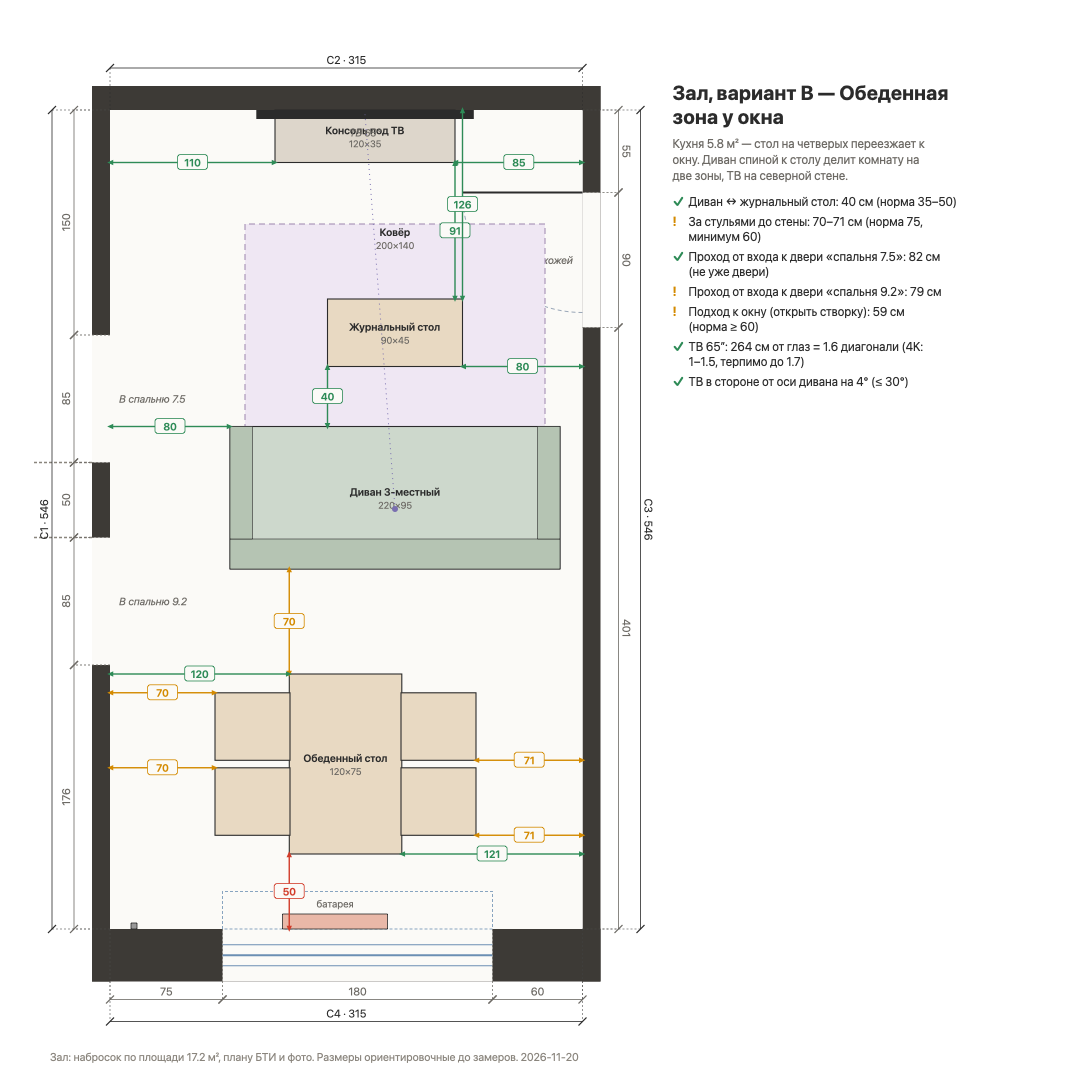 С2 · 315
Зал, вариант B — Обеденная
зона у окна
Кухня 5.8 м² — стол на четверых переезжает к
окну. Диван спиной к столу делит комнату на
две зоны, ТВ на северной стене.
Диван ↔ журнальный стол: 40 см (норма 35–50)
! За стульями до стены: 70–71 см (норма 75,
минимум 60)
Проход от входа к двери «спальня 7.5»: 82 см
(не уже двери)
! Проход от входа к двери «спальня 9.2»: 79 см
! Подход к окну (открыть створку): 59 см
(норма ≥ 60)
ТВ 65″: 264 см от глаз = 1.6 диагонали (4K:
1–1.5, терпимо до 1.7)
ТВ в стороне от оси дивана на 4° (≤ 30°)
Консоль под ТВ
120×35
110
85
55
126
150
91
Ковёр
200×140
90
хожей
Журнальный стол
90×45
80
40
85
В спальню 7.5
80
Диван 3-местный
220×95
50
С1 · 546
С3 · 546
85
В спальню 9.2
70
401
120
70
Обеденный стол
120×75
71
70
176
71
121
50
батарея
75
180
60
С4 · 315
Зал: набросок по площади 17.2 м², плану БТИ и фото. Размеры ориентировочные до замеров. 2026-11-20